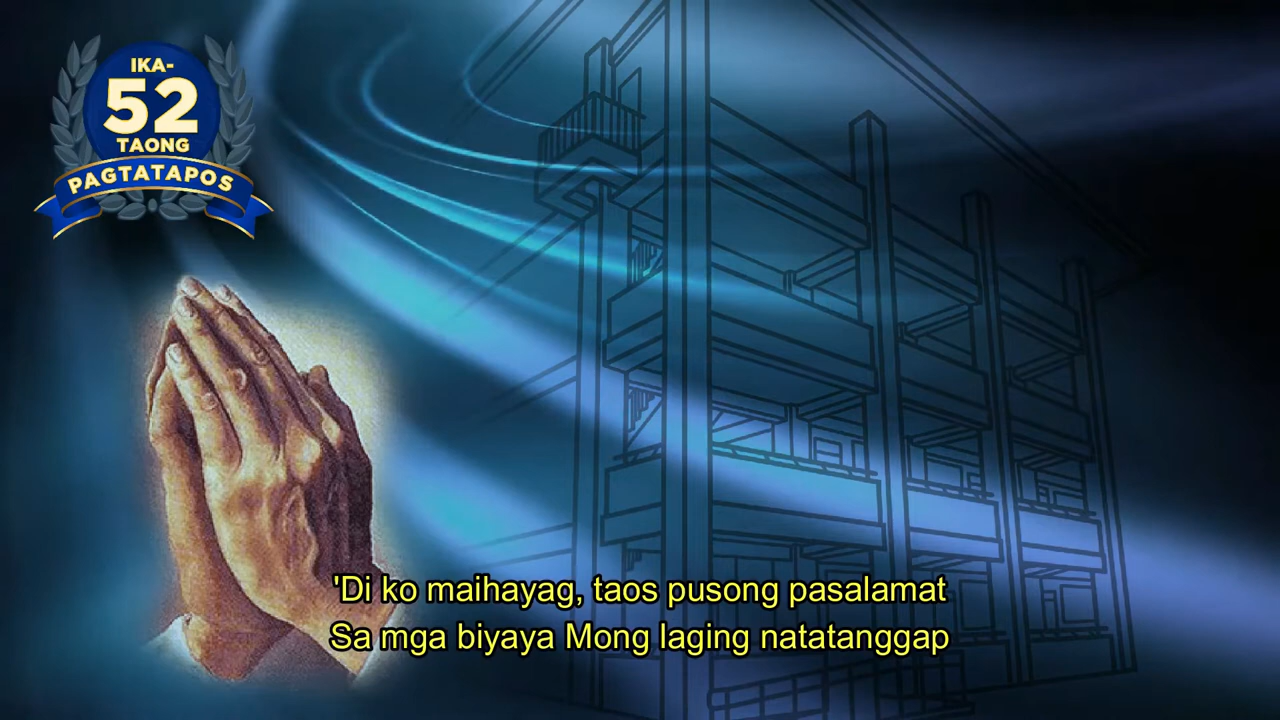 IKA-
52
TAONG
PAGTATAPOS
'Di ko maihayag, taos pusong pasalamat
Sa mga biyaya Mong laging natatanggap